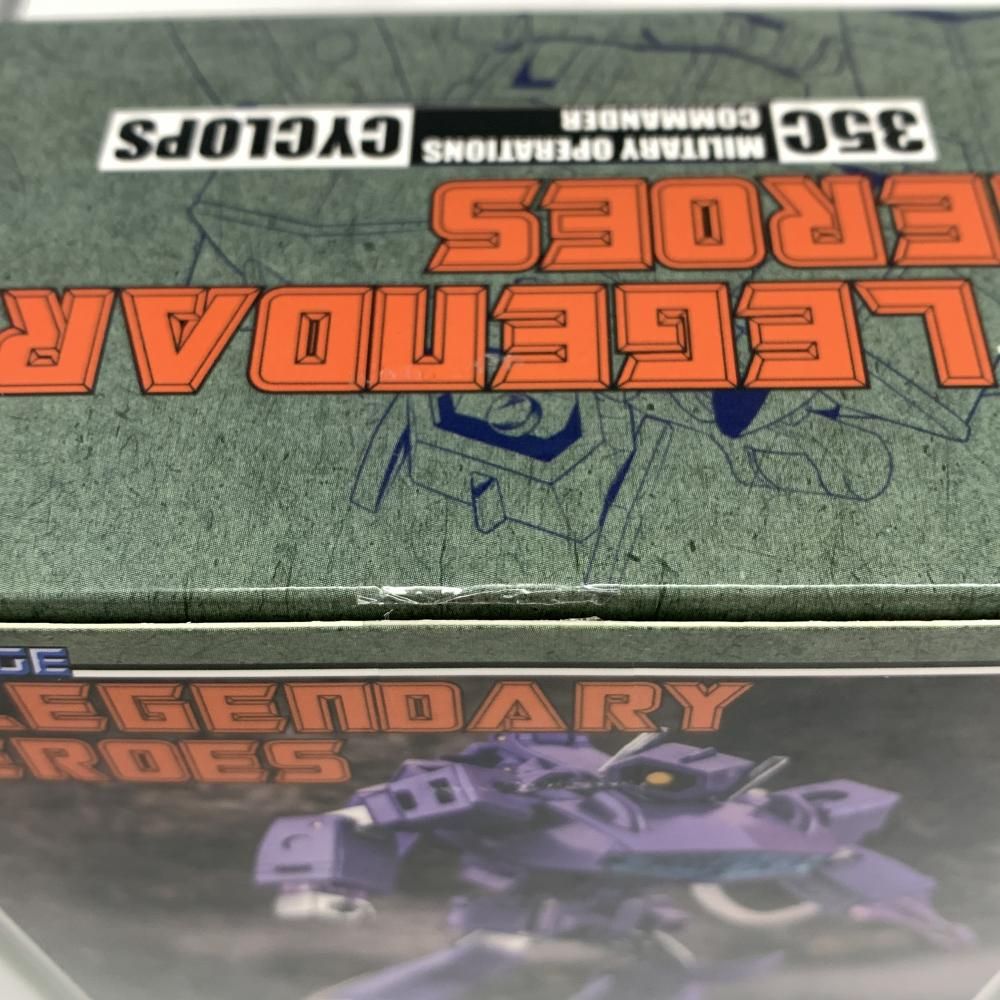 LEGENDAR
EROES
35C MILITARY OPERATIONS COMMANDER CYCLOPS
GE
LEGENDARY
EROES